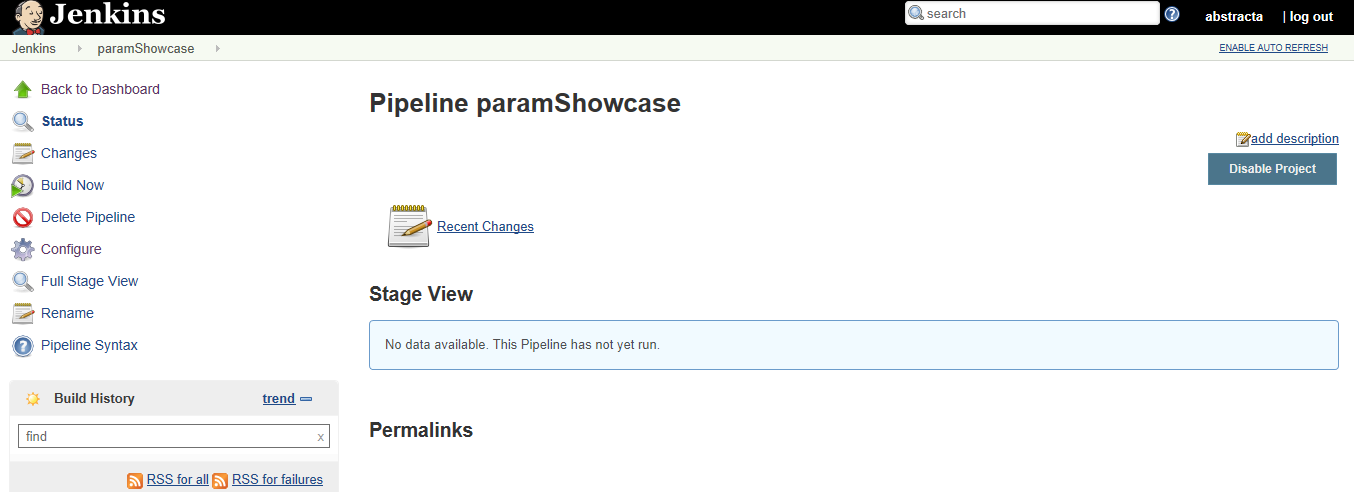 Jenkins
search
?
abstracta
| log out
Jenkins
paramShowcase
ENABLE AUTO REFRESH
Back to Dashboard
Status
Changes
Build Now
Delete Pipeline
Configure
Full Stage View
Rename
?
Pipeline Syntax
Build History
trend
find
x
RSS for all
RSS for failures
Pipeline paramShowcase
add description
Disable Project
Recent Changes
Stage View
No data available. This Pipeline has not yet run.
Permalinks